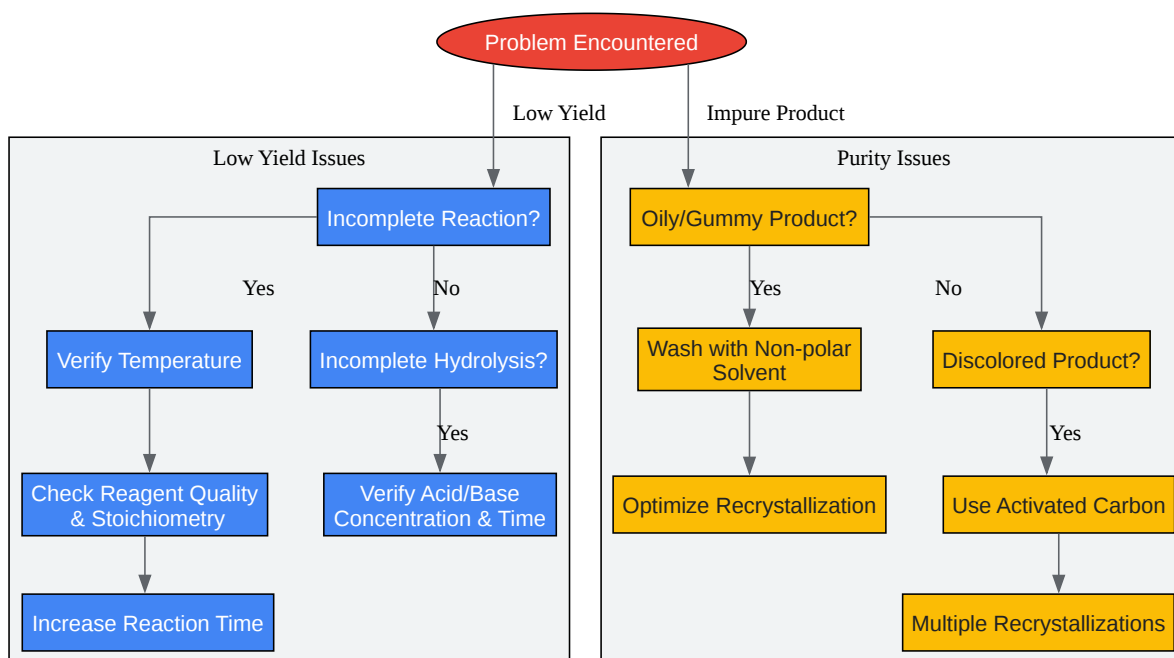 Problem Encountered
Low Yield
Impure Product
Low Yield Issues
Purity Issues
Incomplete Reaction?
Oily/Gummy Product?
Yes
No
Yes
No
Verify Temperature
Incomplete Hydrolysis?
Wash with Non-polar
Solvent
Discolored Product?
Yes
Yes
Check Reagent Quality
& Stoichiometry
Verify Acid/Base
Concentration & Time
Optimize Recrystallization
Use Activated Carbon
Increase Reaction Time
Multiple Recrystallizations